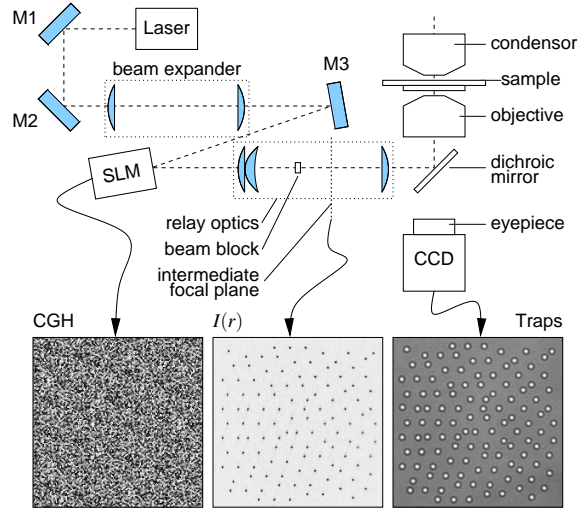 M1
Laser
beam expander
M2
M3
condensor
sample
objective
SLM
dichroic
mirror
relay optics
beam block
intermediate
focal plane
eyepiece
CCD
CGH
I(r)
Traps